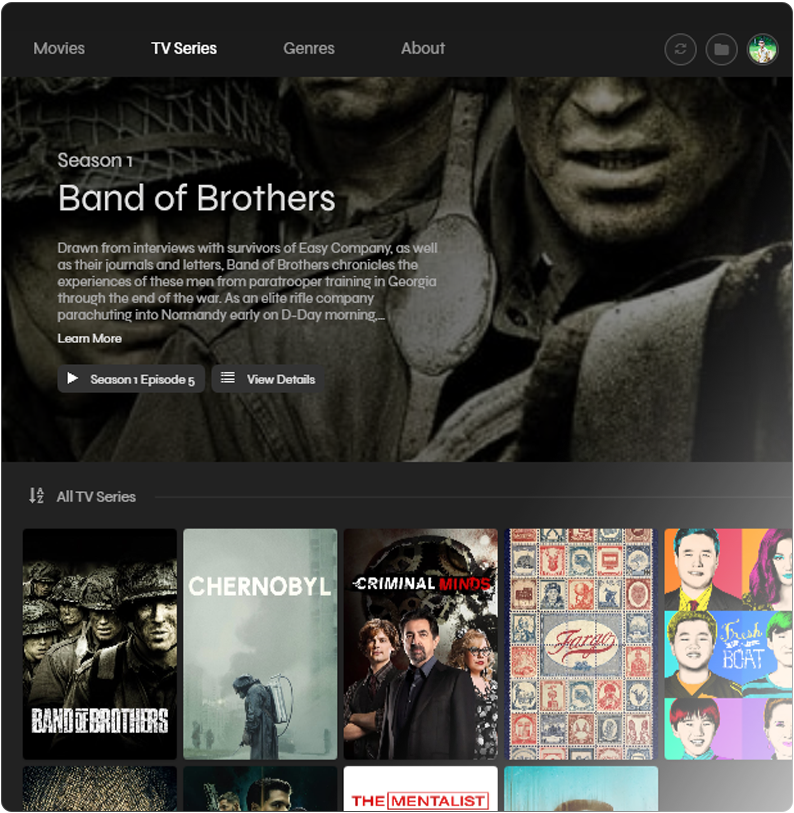 Movies TV Series Genres About
Season 1
Band of Brothers
Drawn from interviews with survivors of Easy Company, as well
as their journals and letters, Band of Brothers chronicles the
experiences of these men from paratrooper training in Georgia
through the end of the war. As an elite rifle company
parachuting into Normandy early on D-Day morning,...
Learn More
Season 1 Episode 5 View Details
All TV Series
BAND OF BROTHERS
CHERNOBYL
CRIMINAL MINDS
Fargo
Fresh
BOAT
THE MENTALIST